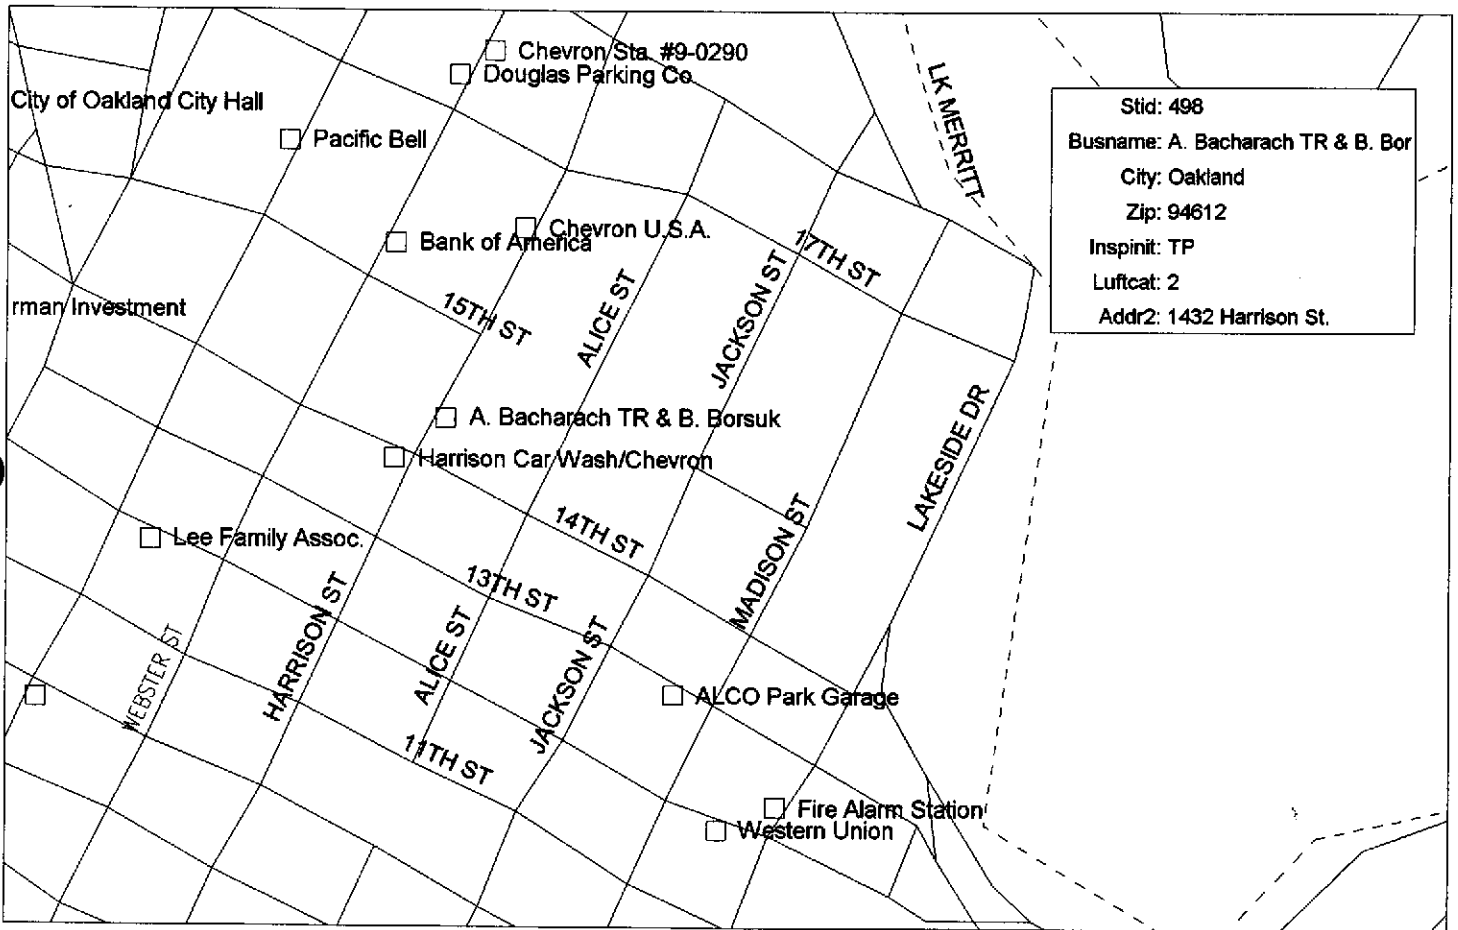 Chevron Sta. #9-0290
Douglas Parking Co
City of Oakland City Hall
Pacific Bell
LK MERRITT
Stid: 498
Busname: A. Bacharach TR & B. Bor
City: Oakland
Zip: 94612
Inspinit: TP
Luftcat: 2
Addr2: 1432 Harrison St.
Chevron U.S.A.
Bank of America
17TH ST
rman Investment
15TH ST
ALICE ST
JACKSON ST
A. Bacharach TR & B. Borsuk
LAKESIDE DR
Harrison Car Wash/Chevron
14TH ST
MADISON ST
Lee Family Assoc.
13TH ST
HARRISON ST
WEBSTER ST
ALICE ST
JACKSON ST
ALCO Park Garage
11TH ST
Fire Alarm Station
Western Union